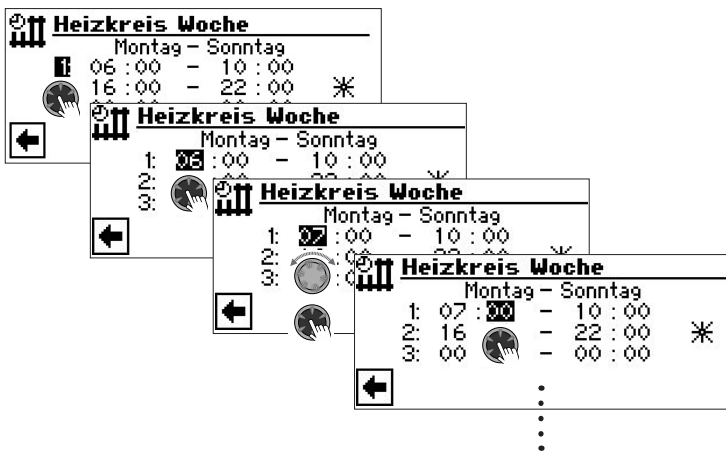 Heizkreis Woche
Montag – Sonntag
1: 06 :00 – 10 :00
16 :00 – 22 :00
Heizkreis Woche
Montag – Sonntag
1: 06 :00 – 10 :00
2:
3:
Heizkreis Woche
Montag – Sonntag
1: 07 :00 – 10 :00
2:
3:
Heizkreis Woche
Montag – Sonntag
1: 07 :00 – 10 :00
2: 16 – 22 :00
3: 00 – 00 :00